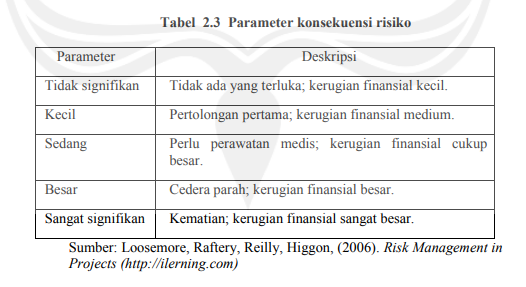 Tabel 2.3 Parameter konsekuensi risiko
Parameter Deskripsi
Tidak signifikan Tidak ada yang terluka; kerugian finansial kecil.
Kecil Pertolongan pertama; kerugian finansial medium.
Sedang Perlu perawatan medis; kerugian finansial cukup
besar.
Besar Cedera parah; kerugian finansial besar.
Sangat signifikan Kematian; kerugian finansial sangat besar.
Sumber: Loosemore, Raftery, Reilly, Higgon, (2006). Risk Management in
Projects (http://ilerning.com)